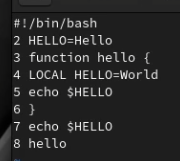 #!/bin/bash
2 HELLO=Hello
3 function hello {
4 LOCAL HELLO=World
5 echo $HELLO
6 }
7 echo $HELLO
8 hello